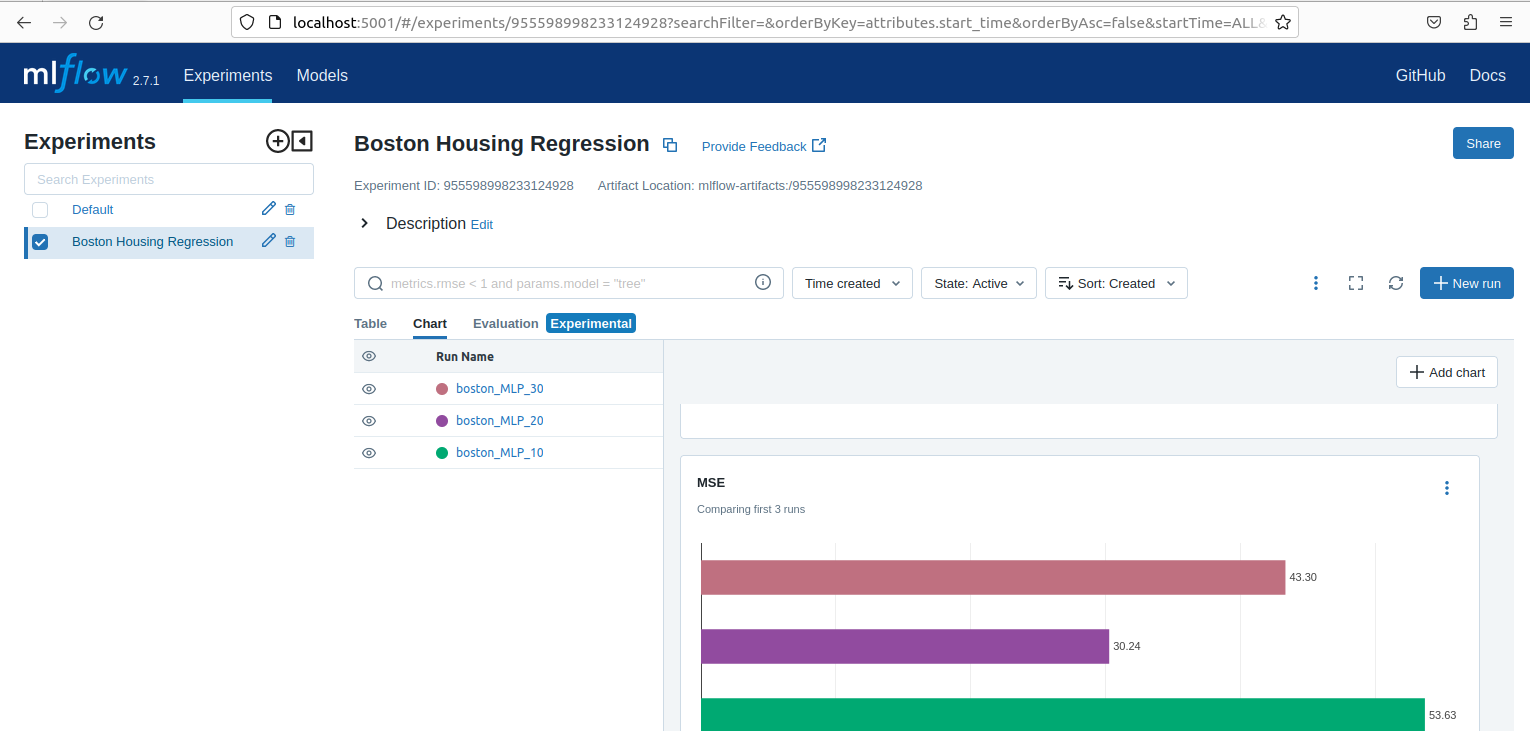 localhost:5001/#/experiments/955598998233124928?searchFilter=&orderByKey=attributes.start_time&orderByAsc=false&startTime=ALL&
mlflow 2.7.1 Experiments Models GitHub Docs
Experiments
Boston Housing Regression Provide Feedback Share
Search Experiments
Experiment ID: 955598998233124928 Artifact Location: mlflow-artifacts:/955598998233124928
Default
Description Edit
Boston Housing Regression
metrics.rmse < 1 and params.model = "tree" Time created State: Active Sort: Created New run
Table Chart Evaluation Experimental
Run Name
Add chart
boston_MLP_30
boston_MLP_20
boston_MLP_10
MSE
Comparing first 3 runs
43.30
30.24
53.63